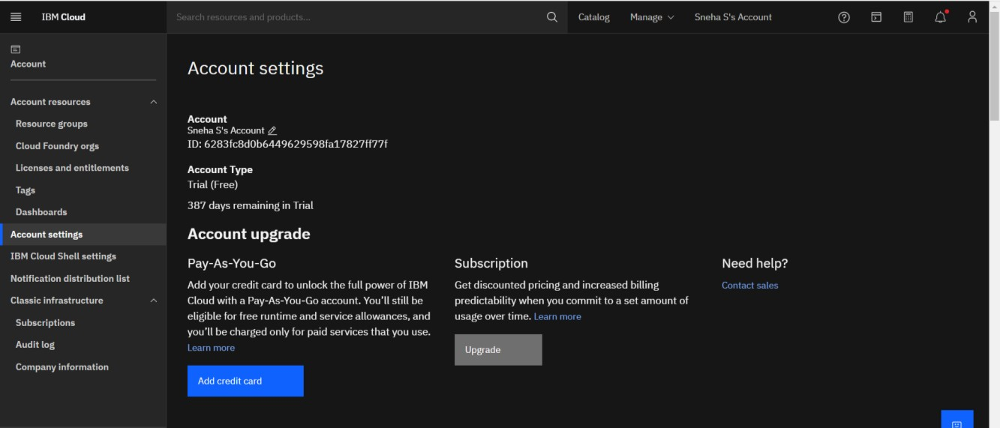 IBM Cloud
Search resources and products...
Catalog
Manage
Sneha S's Account
Account
Account resources
Resource groups
Cloud Foundry orgs
Licenses and entitlements
Tags
Dashboards
Account settings
IBM Cloud Shell settings
Notification distribution list
Classic infrastructure
Subscriptions
Audit log
Company information
Account settings
Account
Sneha S's Account
ID: 6283fc8d0b6449629598fa17827ff77f
Account Type
Trial (Free)
387 days remaining in Trial
Account upgrade
Pay-As-You-Go
Add your credit card to unlock the full power of IBM
Cloud with a Pay-As-You-Go account. You’ll still be
eligible for free runtime and service allowances, and
you’ll be charged only for paid services that you use.
Learn more
Add credit card
Subscription
Get discounted pricing and increased billing
predictability when you commit to a set amount of
usage over time. Learn more
Upgrade
Need help?
Contact sales